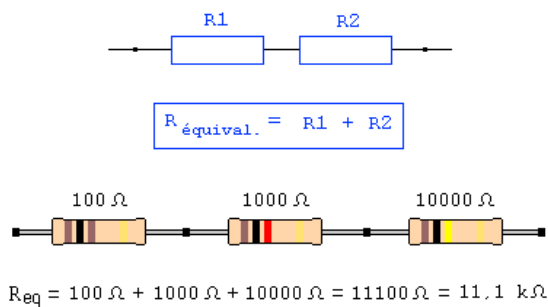 R1 R2
R équival. = R1 + R2
100 Ω 1000 Ω 10000 Ω
Req = 100 Ω + 1000 Ω + 10000 Ω = 11100 Ω = 11,1 kΩ